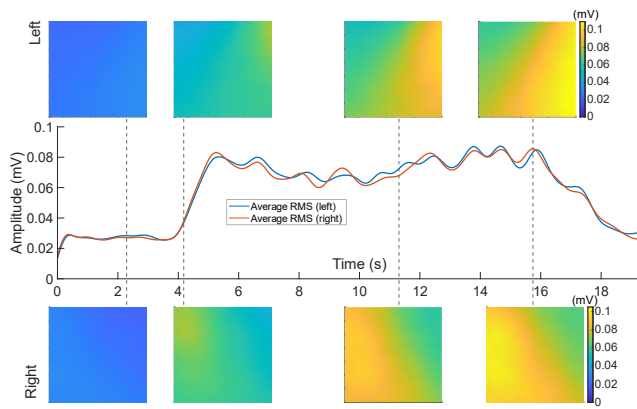 Left
(mV)
0.1
0.08
0.06
0.04
0.02
0
Amplitude (mV)
0.1
0.08
0.06
0.04
0.02
0
Average RMS (left)
Average RMS (right)
0 2 4 6 8 10 12 14 16 18
Time (s)
Right
(mV)
0.1
0.08
0.06
0.04
0.02
0